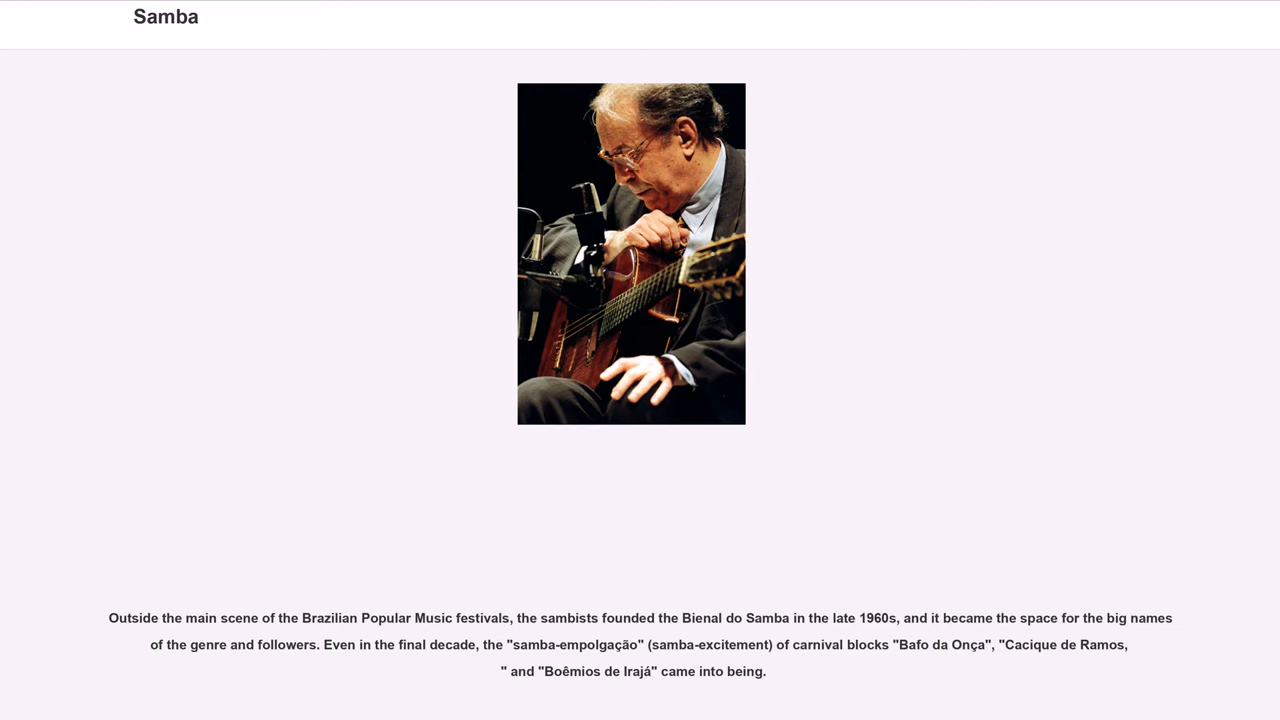 Samba
Outside the main scene of the Brazilian Popular Music festivals, the sambists founded the Bienal do Samba in the late 1960s, and it became the space for the big names
of the genre and followers. Even in the final decade, the "samba-empolgação" (samba-excitement) of carnival blocks "Bafo da Onça", "Cacique de Ramos,
" and "Boêmios de Irajá" came into being.